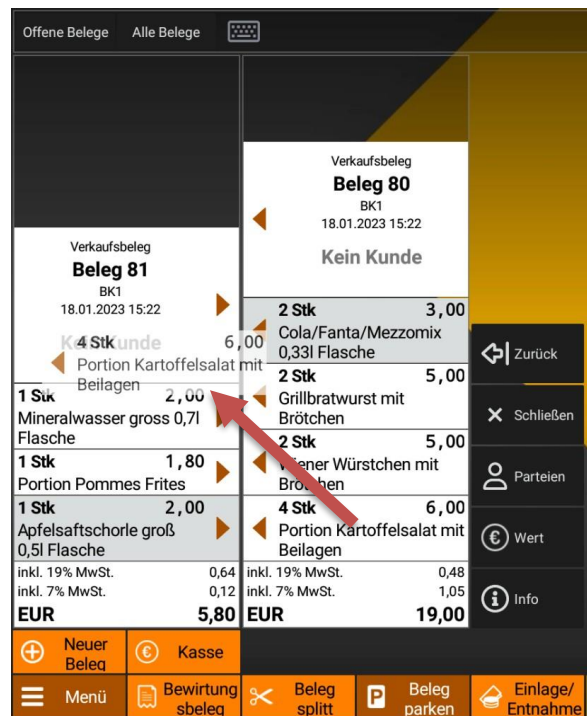 Offene Belege
Alle Belege
Verkaufsbeleg
Beleg 81
BK1
18.01.2023 15:22
Kein Kunde
4 Stk 6,00
Portion Kartoffelsalat mit
Beilagen
1 Stk 2,00
Mineralwasser gross 0,7l
Flasche
1 Stk 1,80
Portion Pommes Frites
1 Stk 2,00
Apfelsaftschorle groß
0,5l Flasche
inkl. 19% MwSt. 0,64
inkl. 7% MwSt. 0,12
EUR 5,80
Verkaufsbeleg
Beleg 80
BK1
18.01.2023 15:22
Kein Kunde
2 Stk 3,00
Cola/Fanta/Mezzomix
0,33l Flasche
2 Stk 5,00
Grillbratwurst mit
Brötchen
2 Stk 5,00
Wiener Würstchen mit
Brötchen
4 Stk 6,00
Portion Kartoffelsalat mit
Beilagen
inkl. 19% MwSt. 0,48
inkl. 7% MwSt. 1,05
EUR 19,00
Zurück
Schließen
Parteien
Wert
Info
Neuer
Beleg
Kasse
Menü
Bewirtung
sbeleg
Beleg
splitt
Beleg
parken
Einlage/
Entnahme